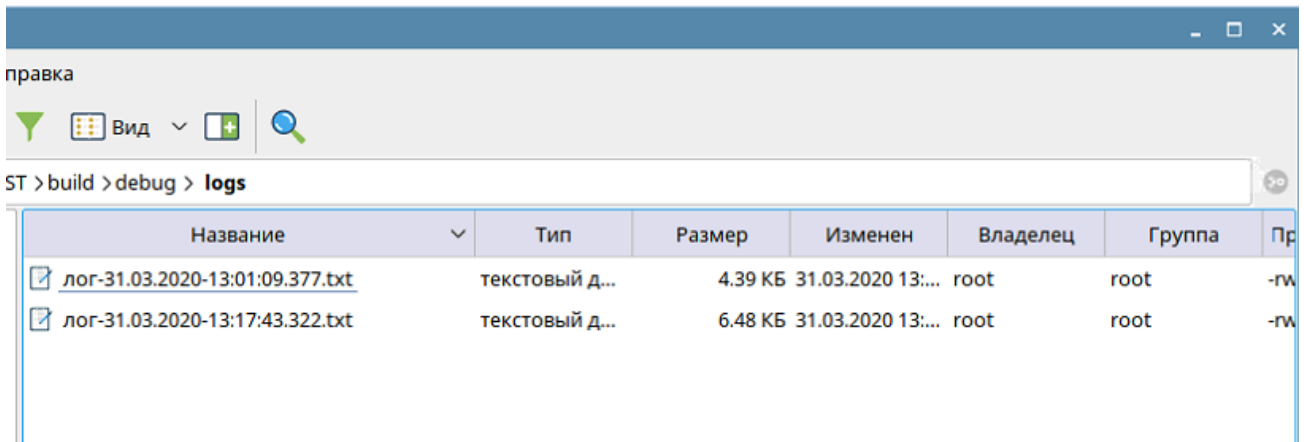 правка
Вид
ST > build > debug > logs
Название Тип Размер Изменен Владелец Группа Пр
лог-31.03.2020-13:01:09.377.txt текстовый д... 4.39 КБ 31.03.2020 13:... root root -rw
лог-31.03.2020-13:17:43.322.txt текстовый д... 6.48 КБ 31.03.2020 13:... root root -rw